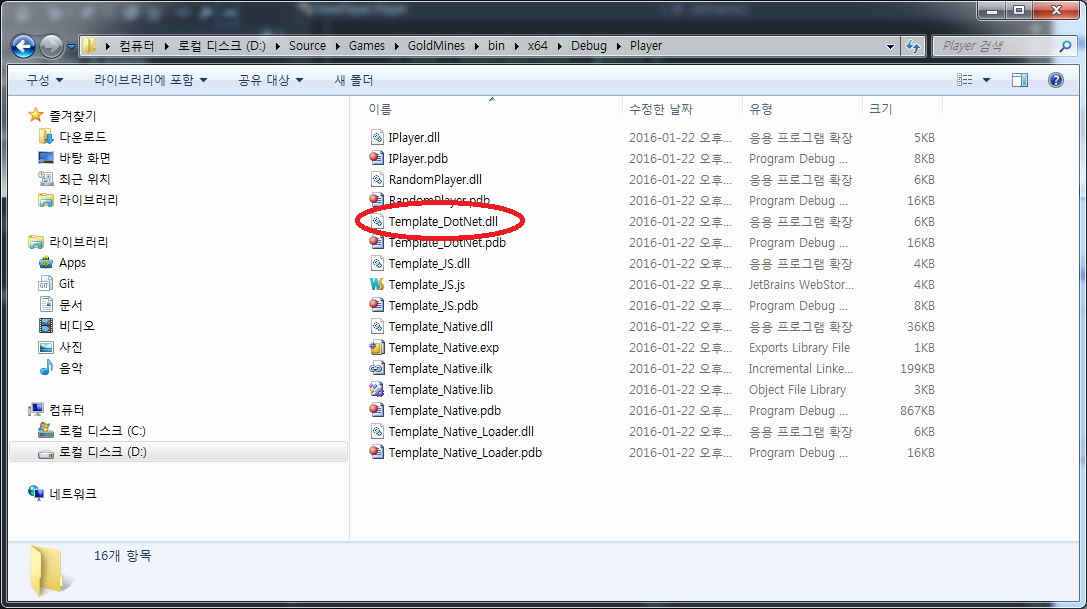 컴퓨터 ▸ 로컬 디스크 (D:) ▸ Source ▸ Games ▸ GoldMines ▸ bin ▸ x64 ▸ Debug ▸ Player
Player 검색
구성 라이브러리에 포함 공유 대상 새 폴더
즐겨찾기
다운로드
바탕 화면
최근 위치
라이브러리
라이브러리
Apps
Git
문서
비디오
사진
음악
컴퓨터
로컬 디스크 (C:)
로컬 디스크 (D:)
네트워크
이름 수정한 날짜 유형 크기
IPlayer.dll 2016-01-22 오후... 응용 프로그램 확장 5KB
IPlayer.pdb 2016-01-22 오후... Program Debug ... 8KB
RandomPlayer.dll 2016-01-22 오후... 응용 프로그램 확장 6KB
RandomPlayer.pdb 2016-01-22 오후... Program Debug ... 16KB
Template_DotNet.dll 2016-01-22 오후... 응용 프로그램 확장 6KB
Template_DotNet.pdb 2016-01-22 오후... Program Debug ... 16KB
Template_JS.dll 2016-01-22 오후... 응용 프로그램 확장 4KB
Template_JS.js 2016-01-22 오후... JetBrains WebStor... 4KB
Template_JS.pdb 2016-01-22 오후... Program Debug ... 8KB
Template_Native.dll 2016-01-22 오후... 응용 프로그램 확장 36KB
Template_Native.exp 2016-01-22 오후... Exports Library File 1KB
Template_Native.ilk 2016-01-22 오후... Incremental Linke... 199KB
Template_Native.lib 2016-01-22 오후... Object File Library 3KB
Template_Native.pdb 2016-01-22 오후... Program Debug ... 867KB
Template_Native_Loader.dll 2016-01-22 오후... 응용 프로그램 확장 6KB
Template_Native_Loader.pdb 2016-01-22 오후... Program Debug ... 16KB
16개 항목